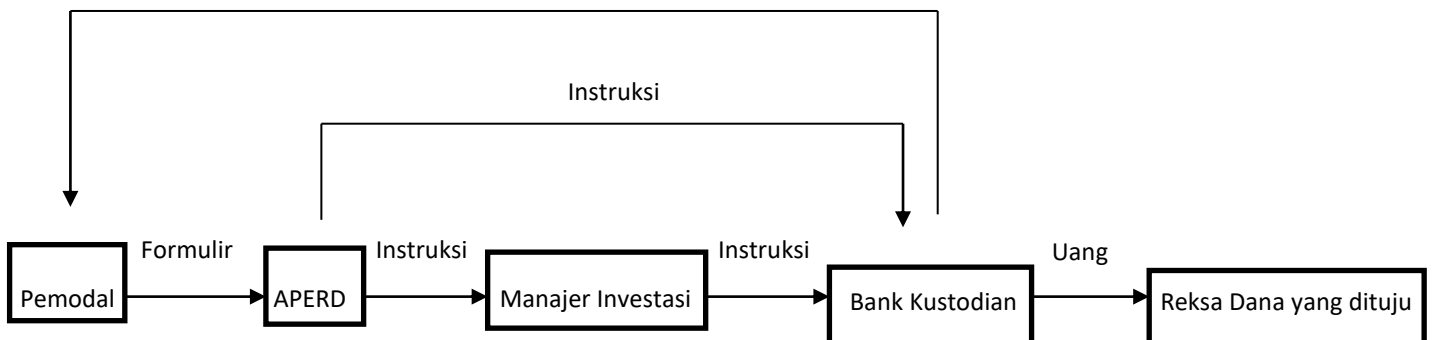 Instruksi
Formulir
Instruksi
Instruksi
Uang
Pemodal
APERD
Manajer Investasi
Bank Kustodian
Reksa Dana yang dituju